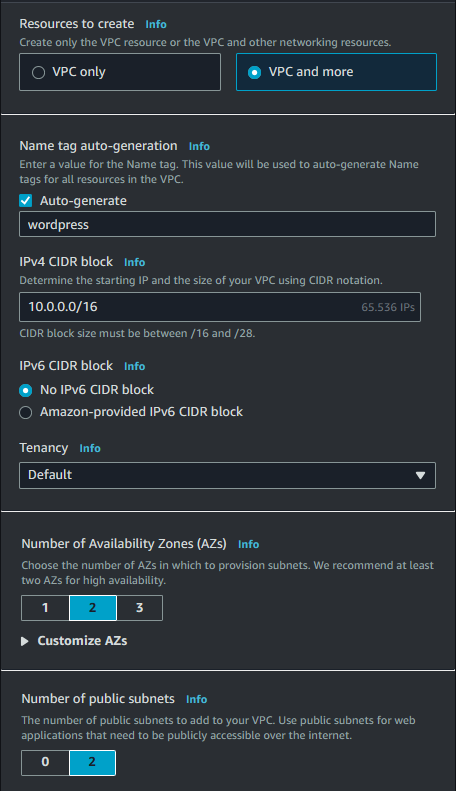 Resources to create Info
Create only the VPC resource or the VPC and other networking resources.
VPC only VPC and more
Name tag auto-generation Info
Enter a value for the Name tag. This value will be used to auto-generate Name
tags for all resources in the VPC.
Auto-generate
wordpress
IPv4 CIDR block Info
Determine the starting IP and the size of your VPC using CIDR notation.
10.0.0.0/16 65.536 IPs
CIDR block size must be between /16 and /28.
IPv6 CIDR block Info
No IPv6 CIDR block
Amazon-provided IPv6 CIDR block
Tenancy Info
Default
Number of Availability Zones (AZs) Info
Choose the number of AZs in which to provision subnets. We recommend at least
two AZs for high availability.
1 2 3
Customize AZs
Number of public subnets Info
The number of public subnets to add to your VPC. Use public subnets for web
applications that need to be publicly accessible over the internet.
0 2